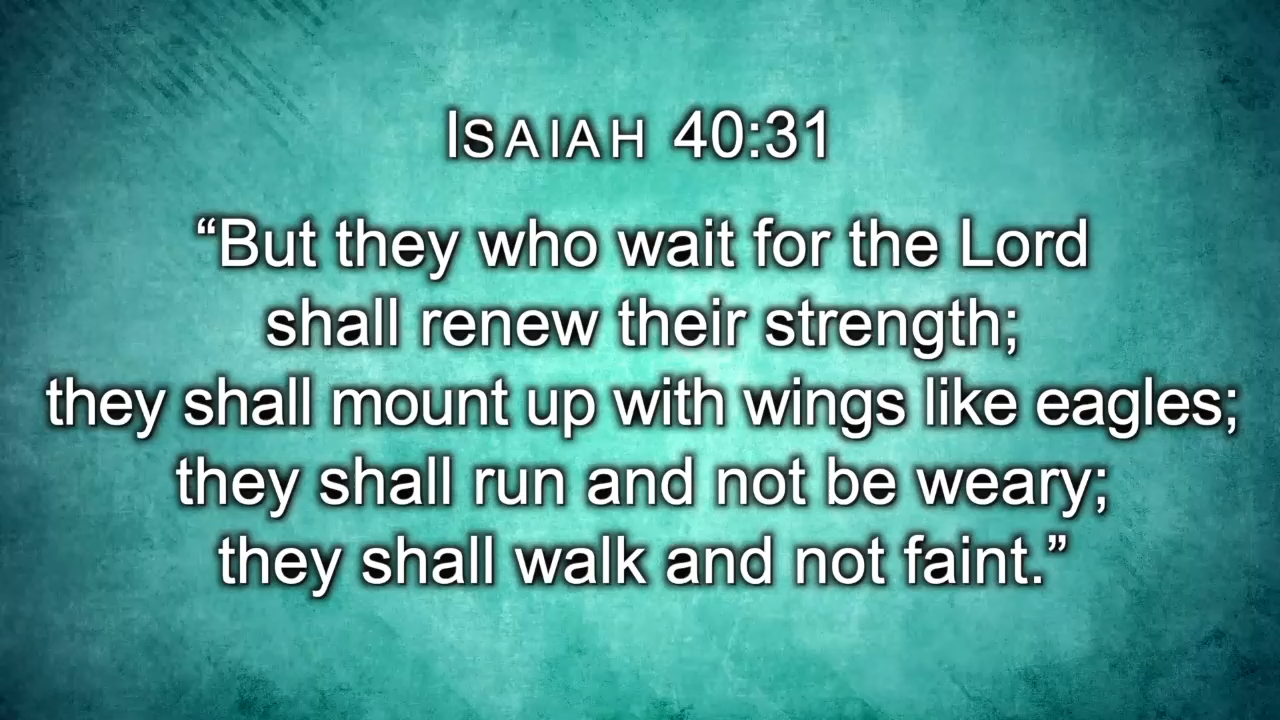 Isaiah 40:31
“But they who wait for the Lord
shall renew their strength;
they shall mount up with wings like eagles;
they shall run and not be weary;
they shall walk and not faint.”